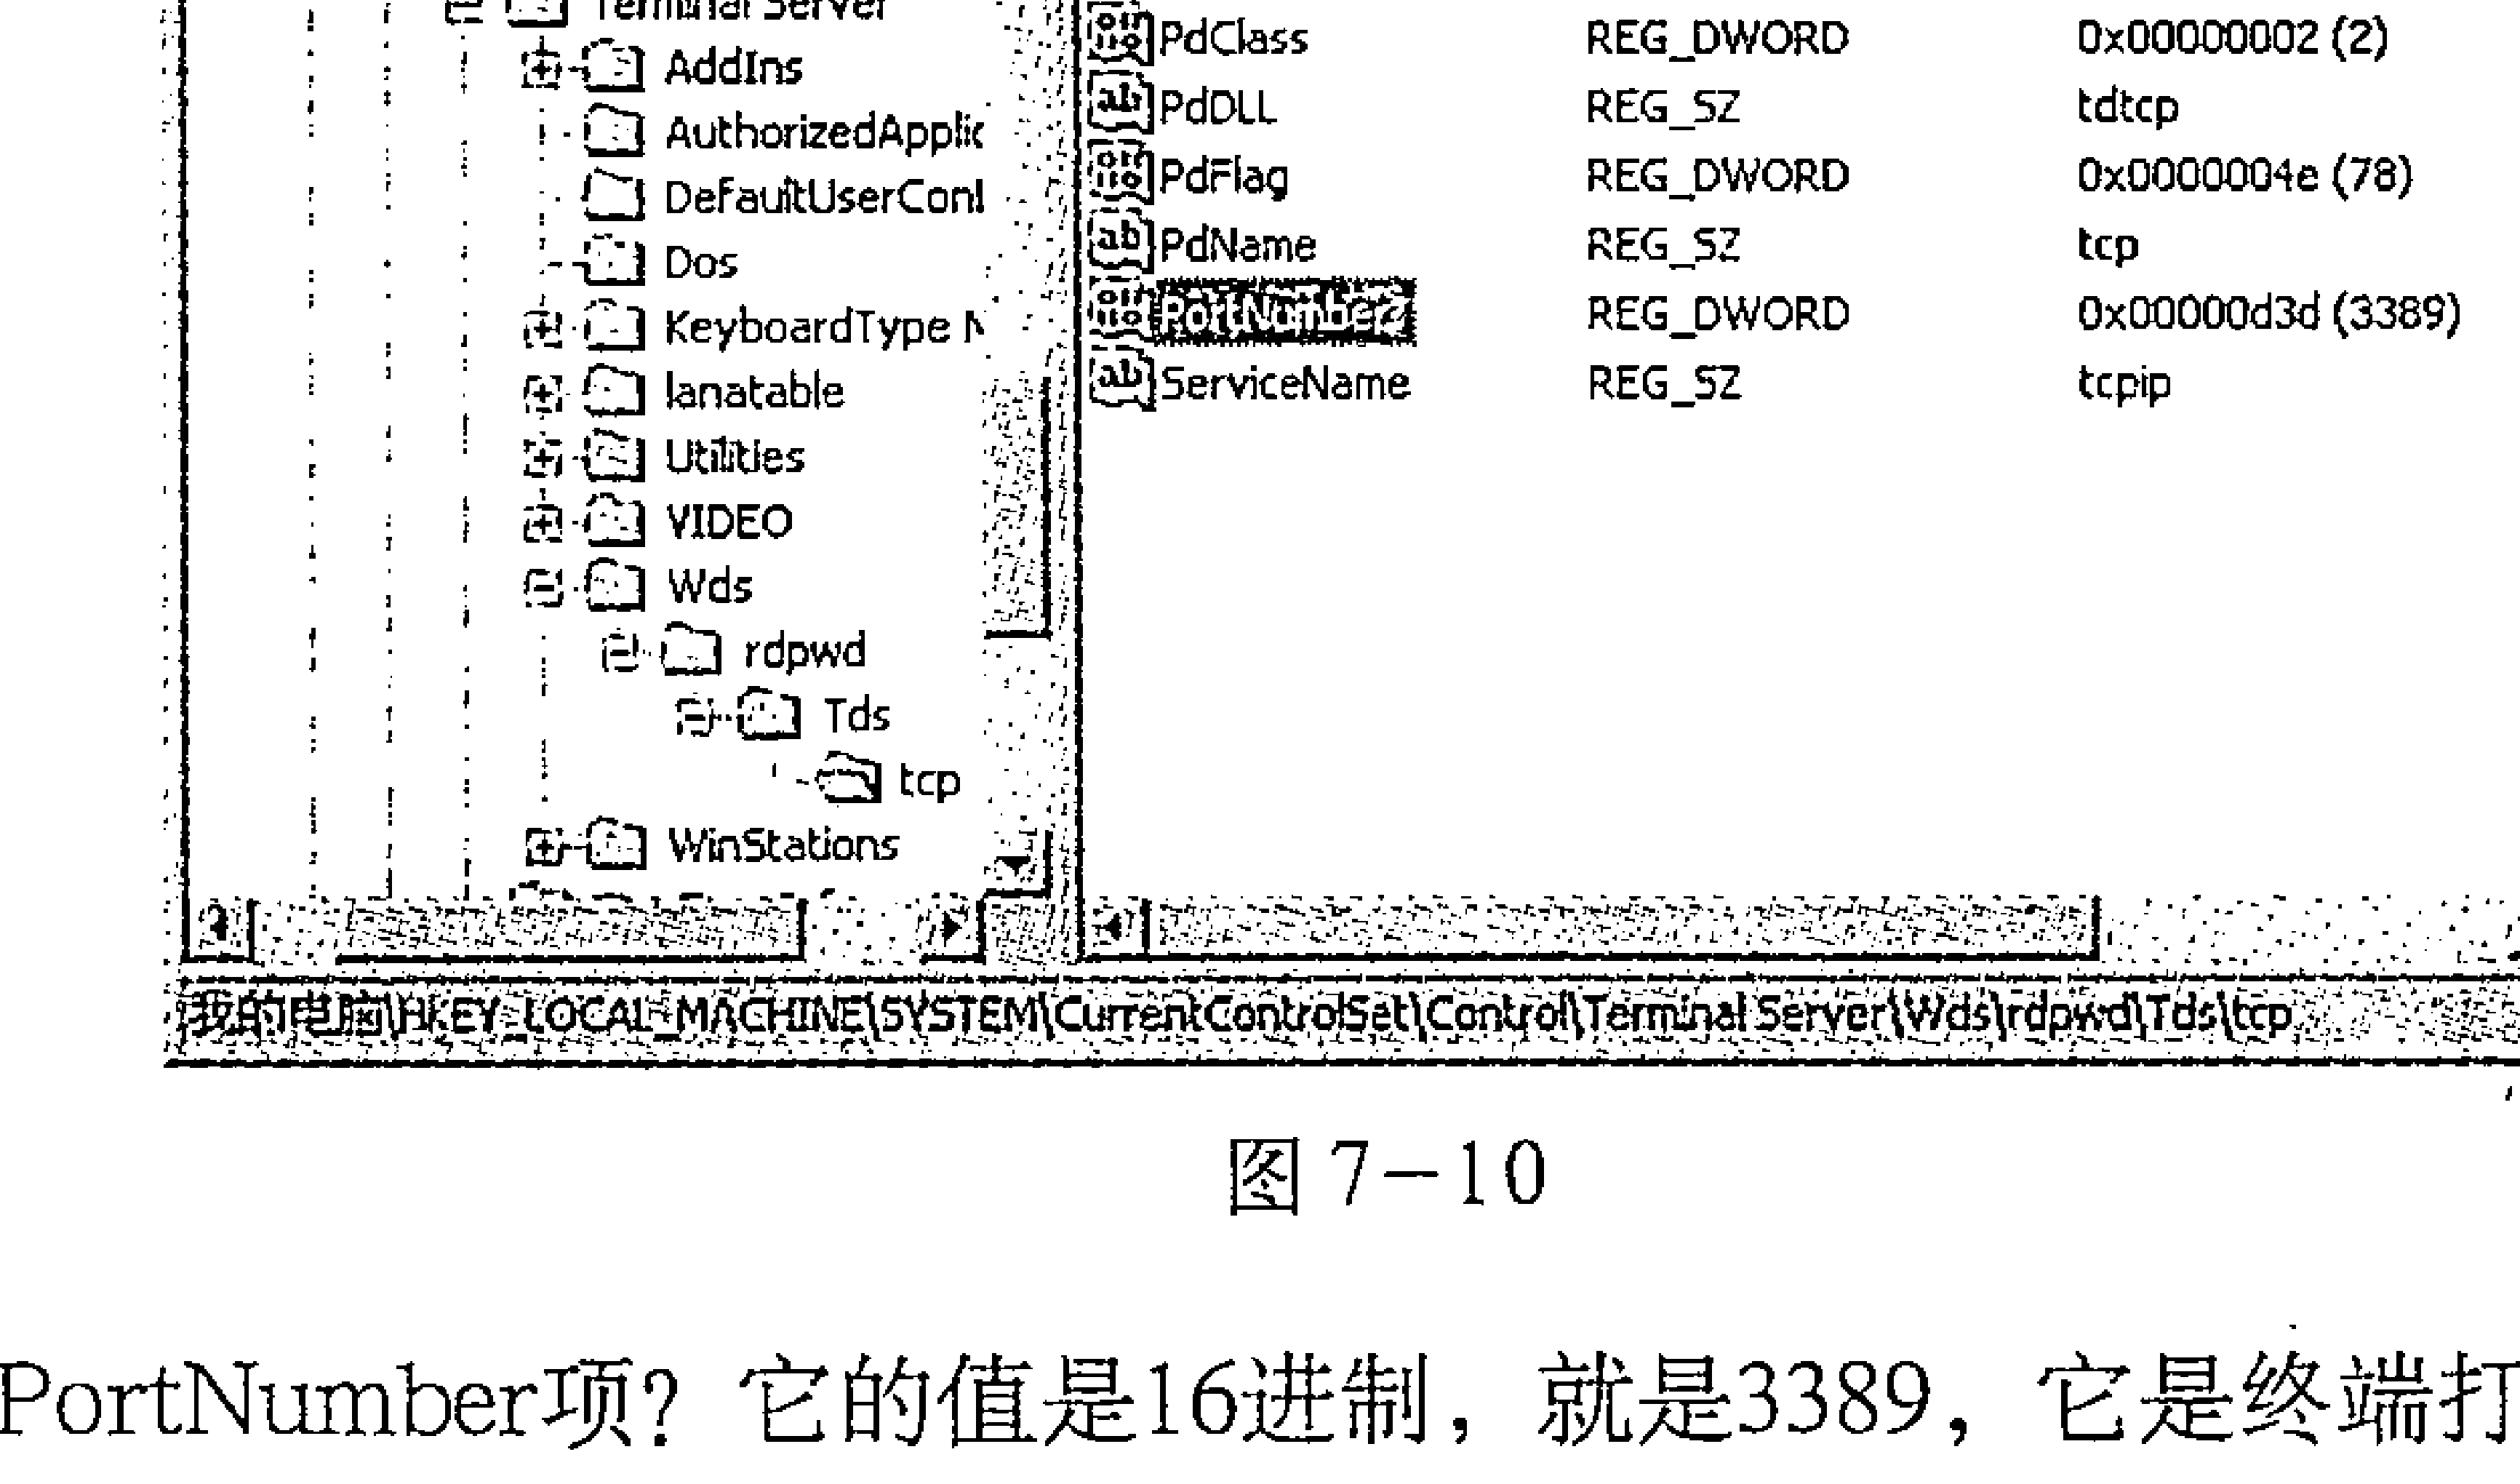 Terminal Server
AddIns
AuthorizedApplic
DefaultUserConf
Dos
KeyboardType M
lanatable
Utilities
VIDEO
Wds
rdpwd
Tds
tcp
WinStations
PdClass REG_DWORD 0x00000002 (2)
PdDLL REG_SZ tdtcp
PdFlag REG_DWORD 0x0000004e (78)
PdName REG_SZ tcp
PortNumber REG_DWORD 0x00000d3d (3389)
ServiceName REG_SZ tcpip
我的电脑\HKEY_LOCAL_MACHINE\SYSTEM\CurrentControlSet\Control\Terminal Server\Wds\rdpwd\Tds\tcp
图 7-10
PortNumber项? 它的值是16进制, 就是3389, 它是终端打